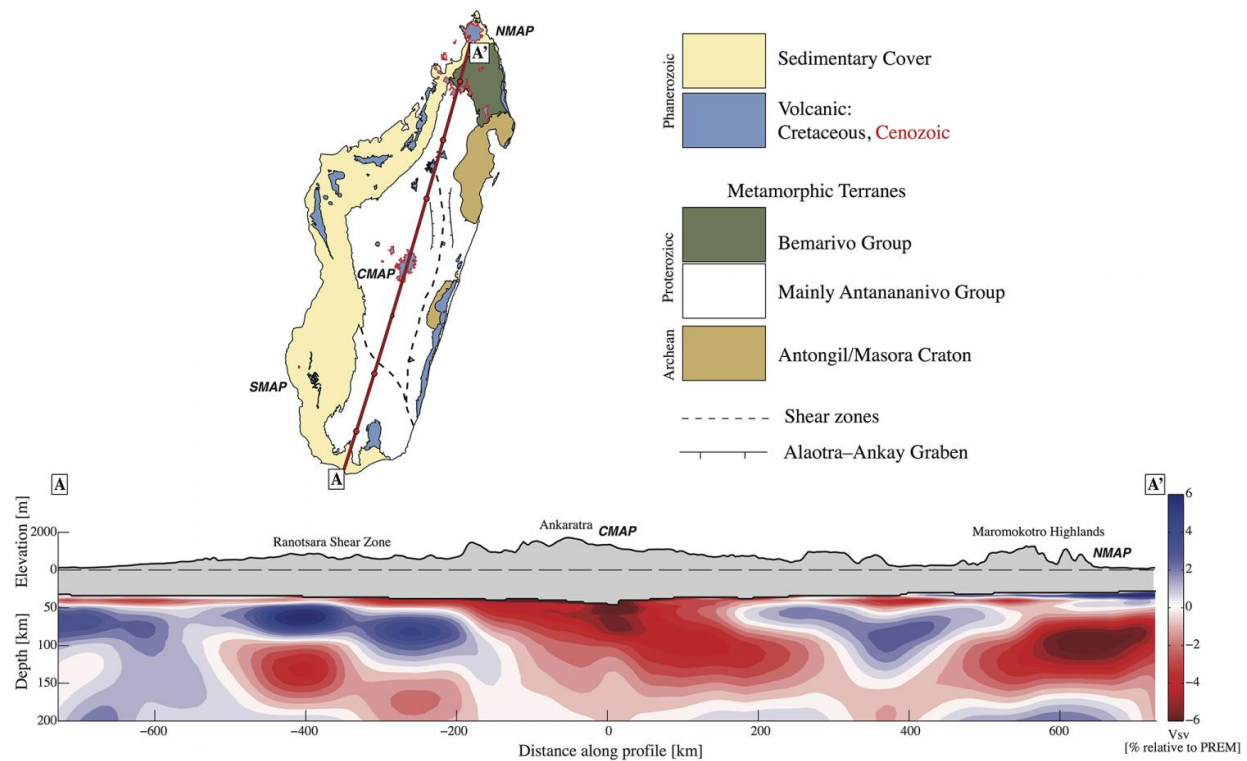 NMAP
A'
CMAP
SMAP
A
Phanerozoic
Sedimentary Cover
Volcanic:
Cretaceous, Cenozoic
Metamorphic Terranes
Proterozioc
Bemarivo Group
Mainly Antanananivo Group
Archean
Antongil/Masora Craton
Shear zones
Alaotra–Ankay Graben
A
A'
Elevation [m]
2000
0
Ranotsara Shear Zone
Ankaratra
CMAP
Maromokotro Highlands
NMAP
Depth [km]
50
100
150
200
−600
−400
−200
0
200
400
600
Distance along profile [km]
6
4
2
0
−2
−4
−6
Vsv
[% relative to PREM]